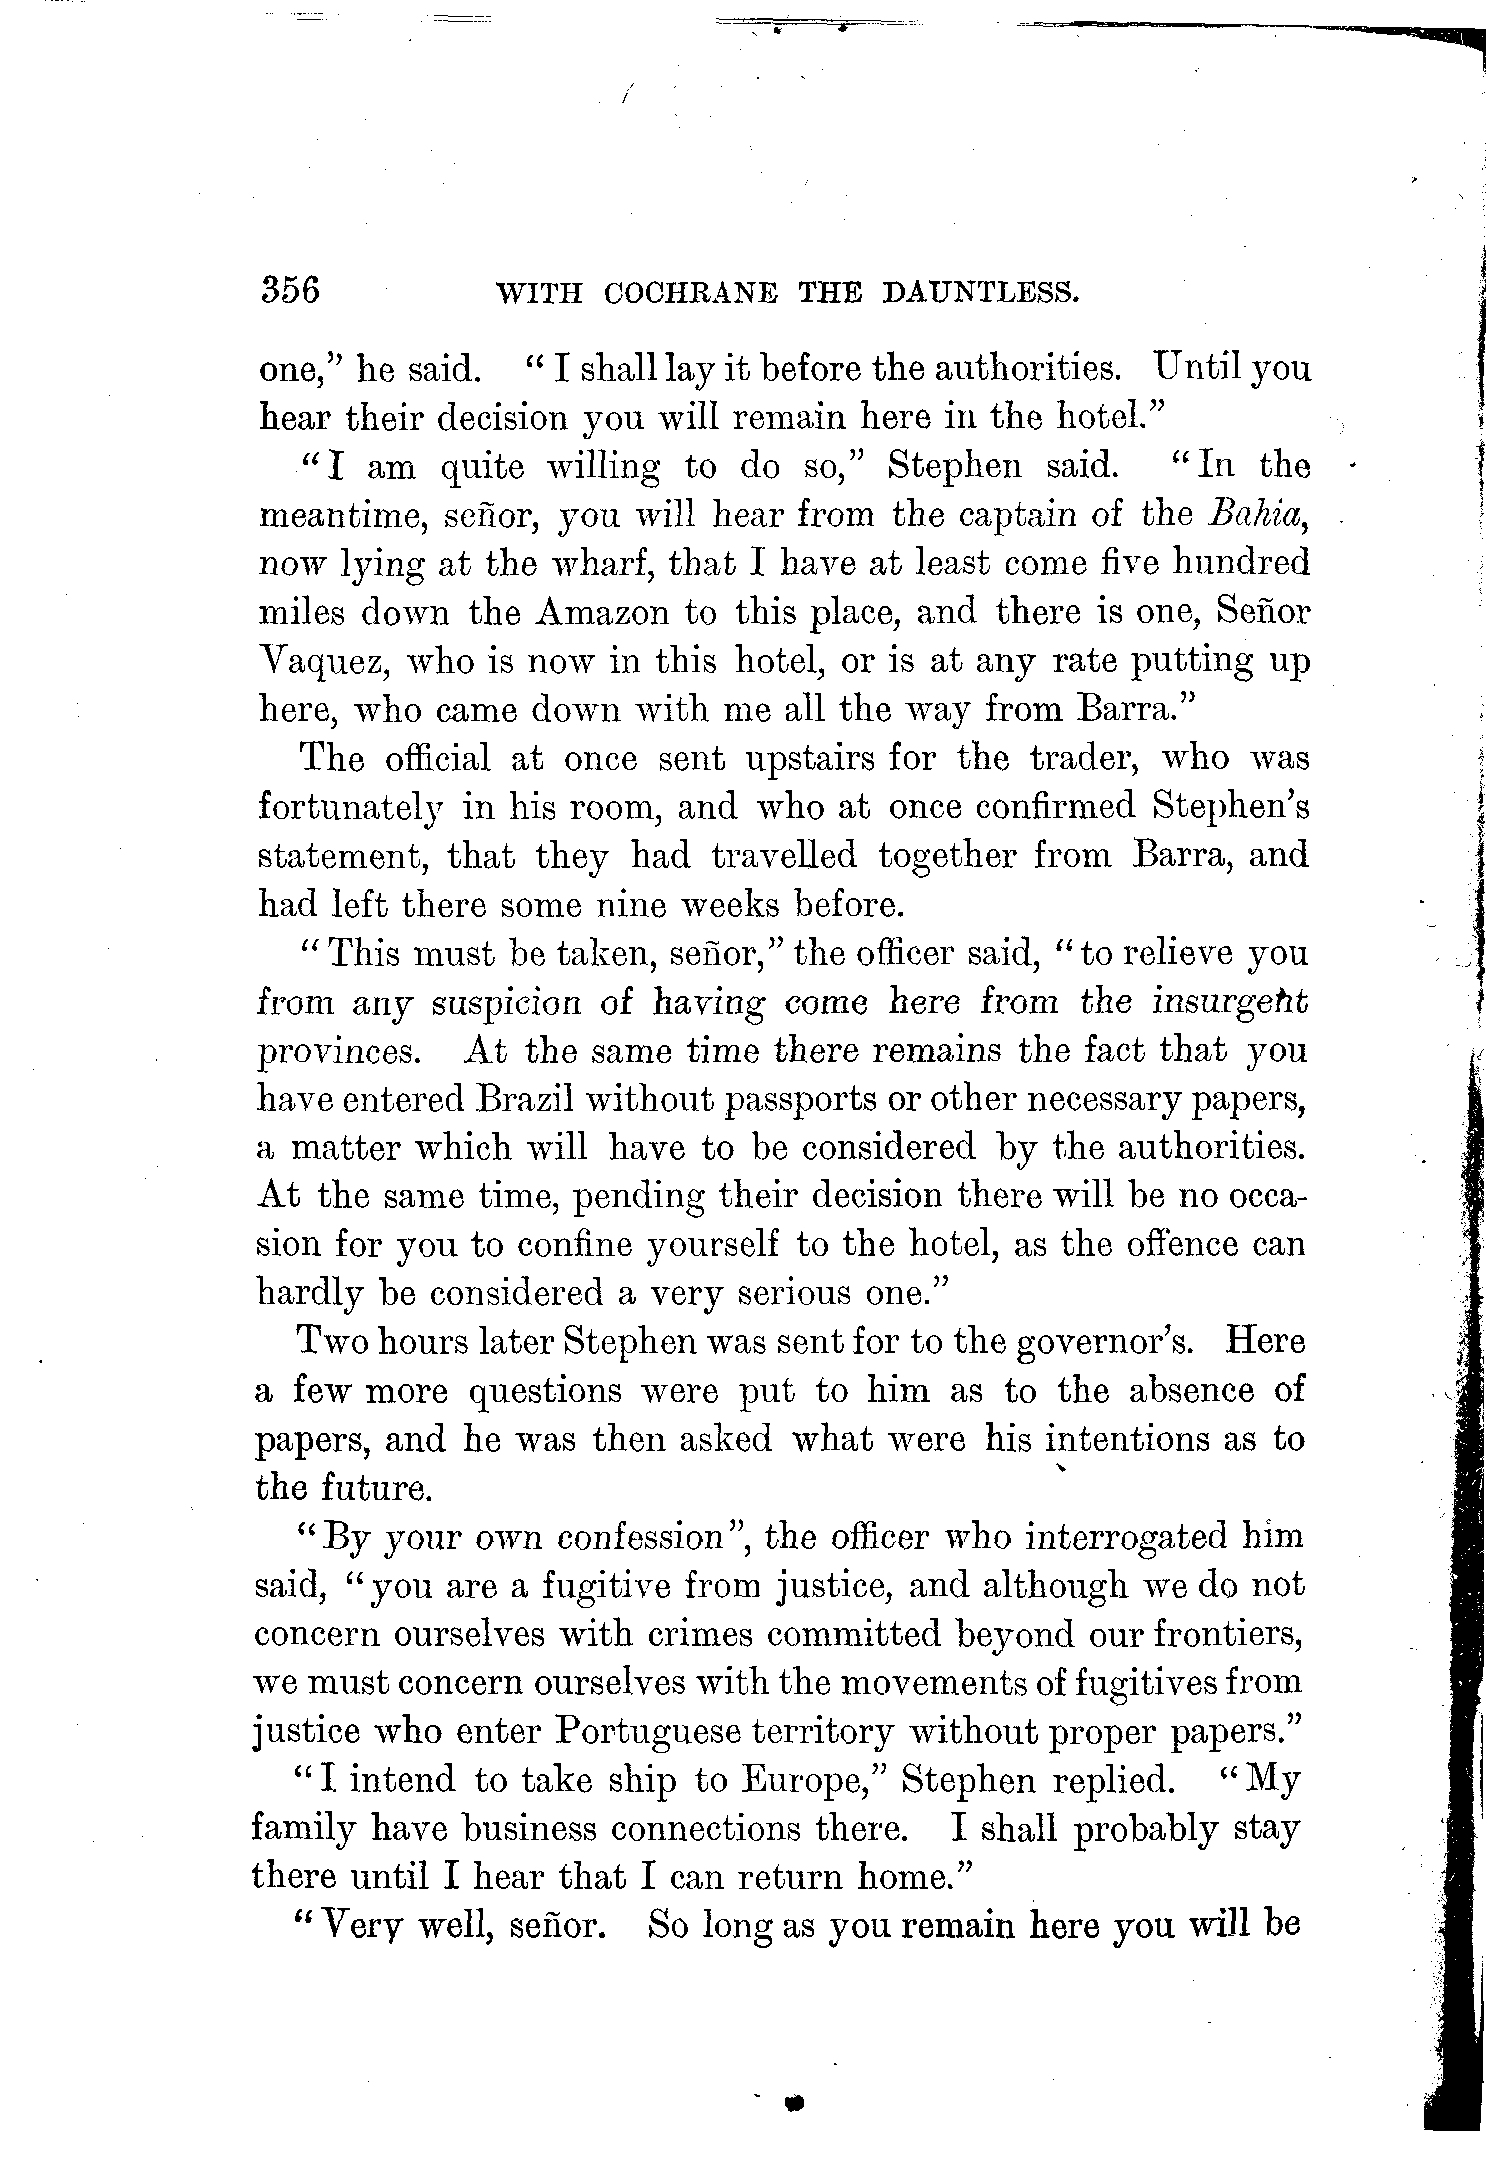 356 WITH COCHRANE THE DAUNTLESS.
one,” he said. “I shall lay it before the authorities. Until you
hear their decision you will remain here in the hotel.”
“I am quite willing to do so,” Stephen said. “In the
meantime, señor, you will hear from the captain of the Bahia,
now lying at the wharf, that I have at least come five hundred
miles down the Amazon to this place, and there is one, Señor
Vaquez, who is now in this hotel, or is at any rate putting up
here, who came down with me all the way from Barra.”
The official at once sent upstairs for the trader, who was
fortunately in his room, and who at once confirmed Stephen’s
statement, that they had travelled together from Barra, and
had left there some nine weeks before.
“This must be taken, señor,” the officer said, “to relieve you
from any suspicion of having come here from the insurgent
provinces. At the same time there remains the fact that you
have entered Brazil without passports or other necessary papers,
a matter which will have to be considered by the authorities.
At the same time, pending their decision there will be no occa-
sion for you to confine yourself to the hotel, as the offence can
hardly be considered a very serious one.”
Two hours later Stephen was sent for to the governor’s. Here
a few more questions were put to him as to the absence of
papers, and he was then asked what were his intentions as to
the future.
“By your own confession”, the officer who interrogated him
said, “you are a fugitive from justice, and although we do not
concern ourselves with crimes committed beyond our frontiers,
we must concern ourselves with the movements of fugitives from
justice who enter Portuguese territory without proper papers.”
“I intend to take ship to Europe,” Stephen replied. “My
family have business connections there. I shall probably stay
there until I hear that I can return home.”
“Very well, señor. So long as you remain here you will be